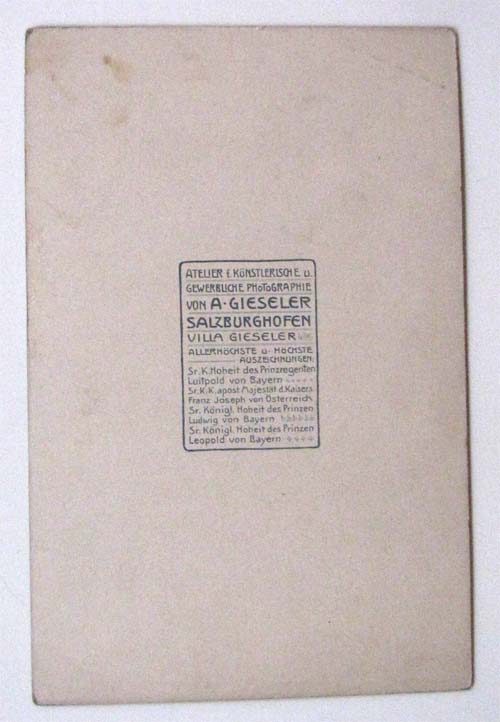 ATELIER F. KÜNSTLERISCHE U.
GEWERBLICHE PHOTOGRAPHIE
VON A. GIESELER
SALZBURGHOFEN
VILLA GIESELER
ALLERHÖCHSTE U. HÖCHSTE
AUSZEICHNUNGEN
Sr. K. Hoheit des Prinzregenten
Luitpold von Bayern
Sr. K. K. apost Majestät d. Kaisers
Franz Joseph von Österreich
Sr. Königl. Hoheit des Prinzen
Ludwig von Bayern
Sr. Königl. Hoheit des Prinzen
Leopold von Bayern